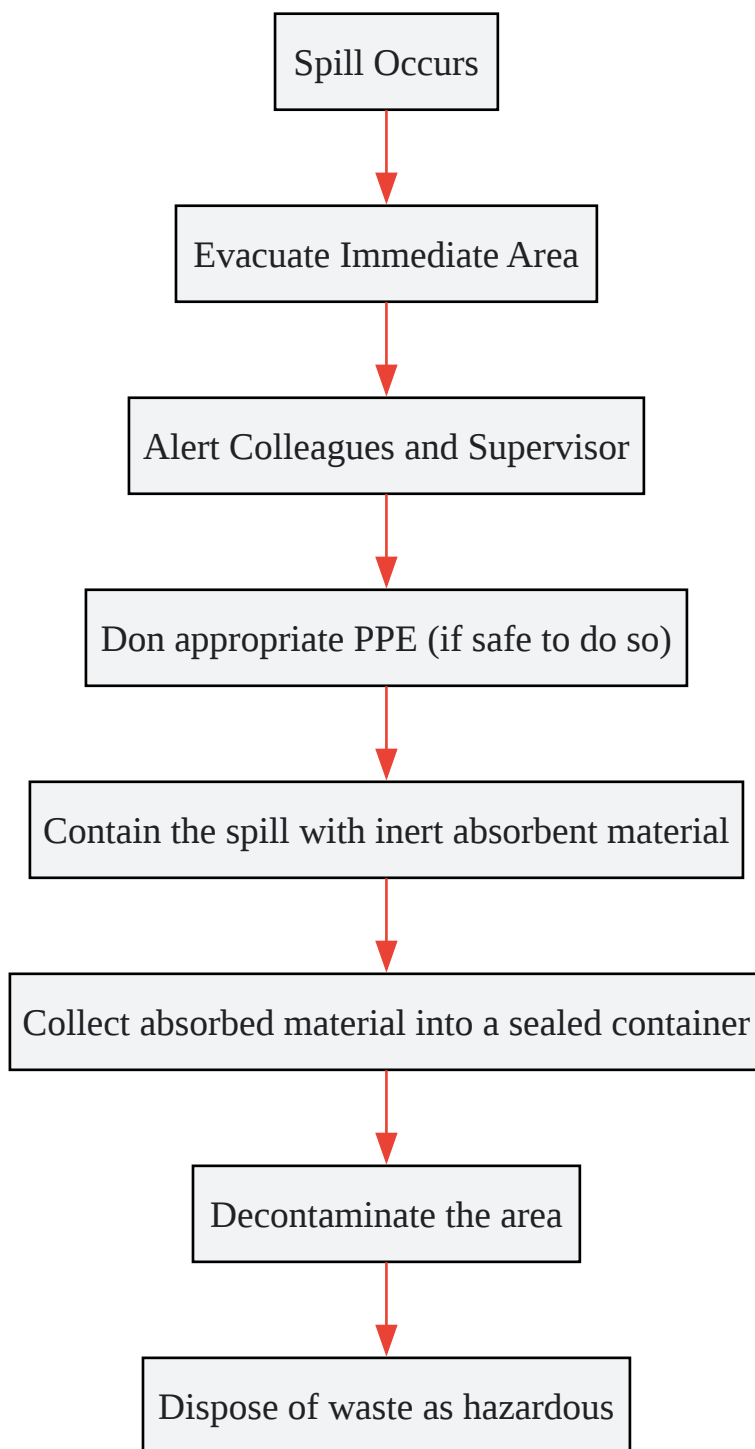 Spill Occurs
Evacuate Immediate Area
Alert Colleagues and Supervisor
Don appropriate PPE (if safe to do so)
Contain the spill with inert absorbent material
Collect absorbed material into a sealed container
Decontaminate the area
Dispose of waste as hazardous